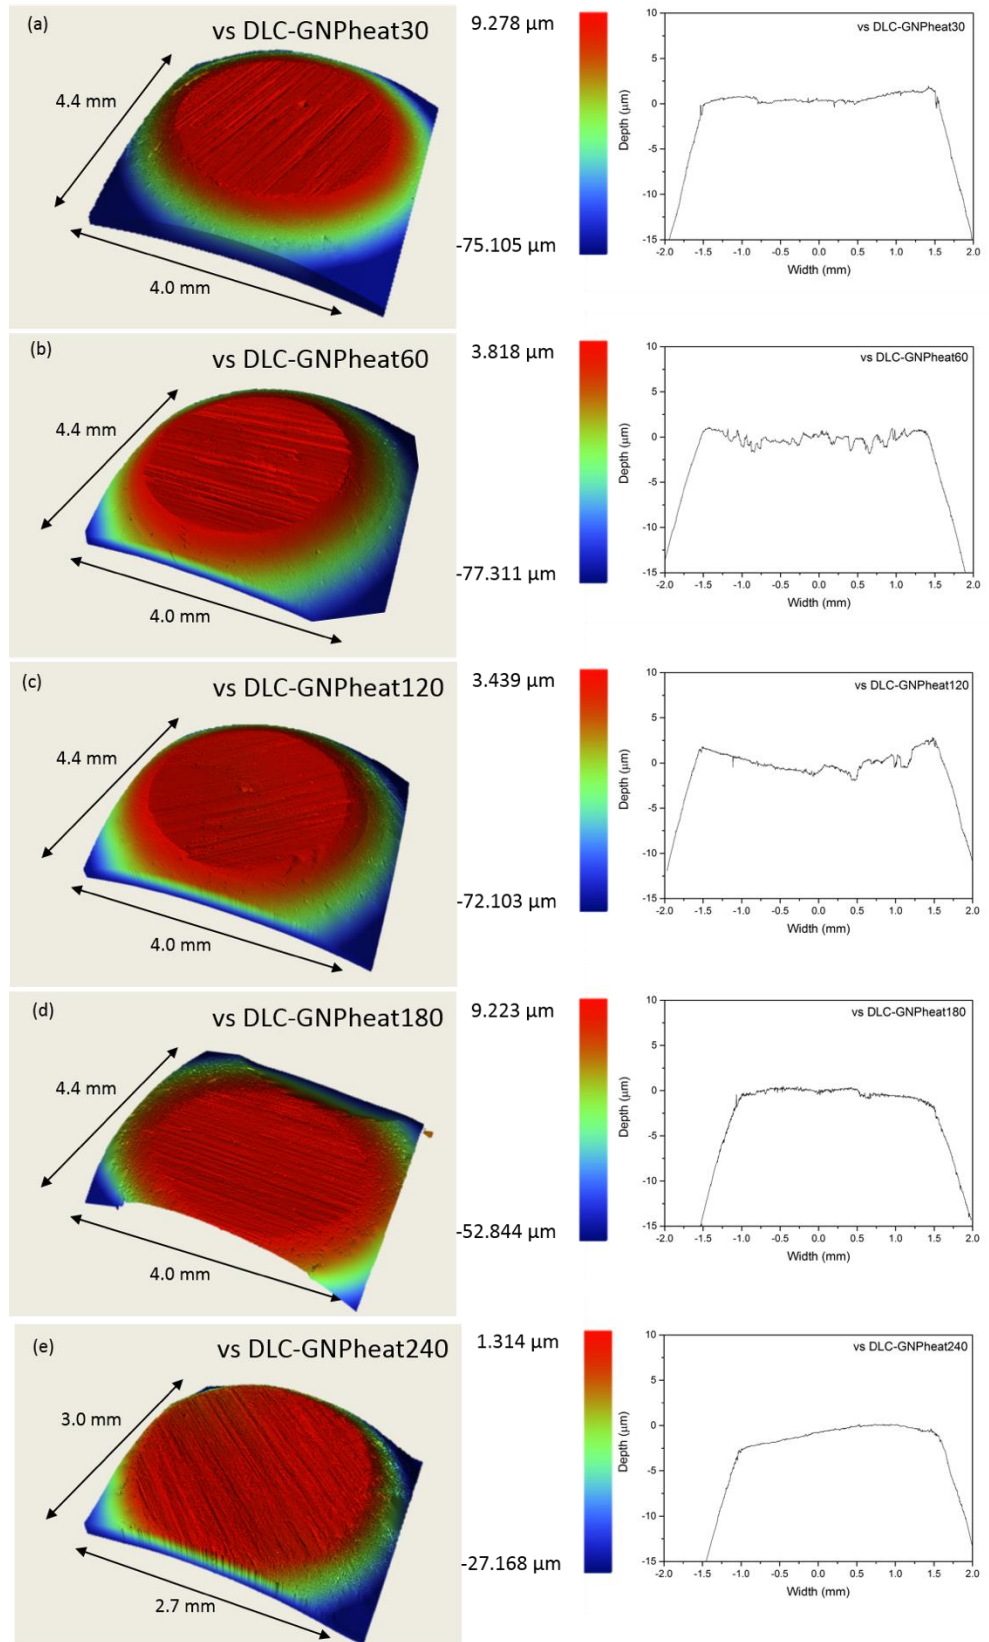 (a)
vs DLC-GNPheat30
4.4 mm
4.0 mm
9.278 µm
-75.105 µm
vs DLC-GNPheat30
10
5
0
-5
-10
-15
Depth (µm)
-2.0 -1.5 -1.0 -0.5 0.0 0.5 1.0 1.5 2.0
Width (mm)
(b)
vs DLC-GNPheat60
4.4 mm
4.0 mm
3.818 µm
-77.311 µm
vs DLC-GNPheat60
10
5
0
-5
-10
-15
Depth (µm)
-2.0 -1.5 -1.0 -0.5 0.0 0.5 1.0 1.5 2.0
Width (mm)
(c)
vs DLC-GNPheat120
4.4 mm
4.0 mm
3.439 µm
-72.103 µm
vs DLC-GNPheat120
10
5
0
-5
-10
-15
Depth (µm)
-2.0 -1.5 -1.0 -0.5 0.0 0.5 1.0 1.5 2.0
Width (mm)
(d)
vs DLC-GNPheat180
4.4 mm
4.0 mm
9.223 µm
-52.844 µm
vs DLC-GNPheat180
10
5
0
-5
-10
-15
Depth (µm)
-2.0 -1.5 -1.0 -0.5 0.0 0.5 1.0 1.5 2.0
Width (mm)
(e)
vs DLC-GNPheat240
3.0 mm
2.7 mm
1.314 µm
-27.168 µm
vs DLC-GNPheat240
10
5
0
-5
-10
-15
Depth (µm)
-2.0 -1.5 -1.0 -0.5 0.0 0.5 1.0 1.5 2.0
Width (mm)